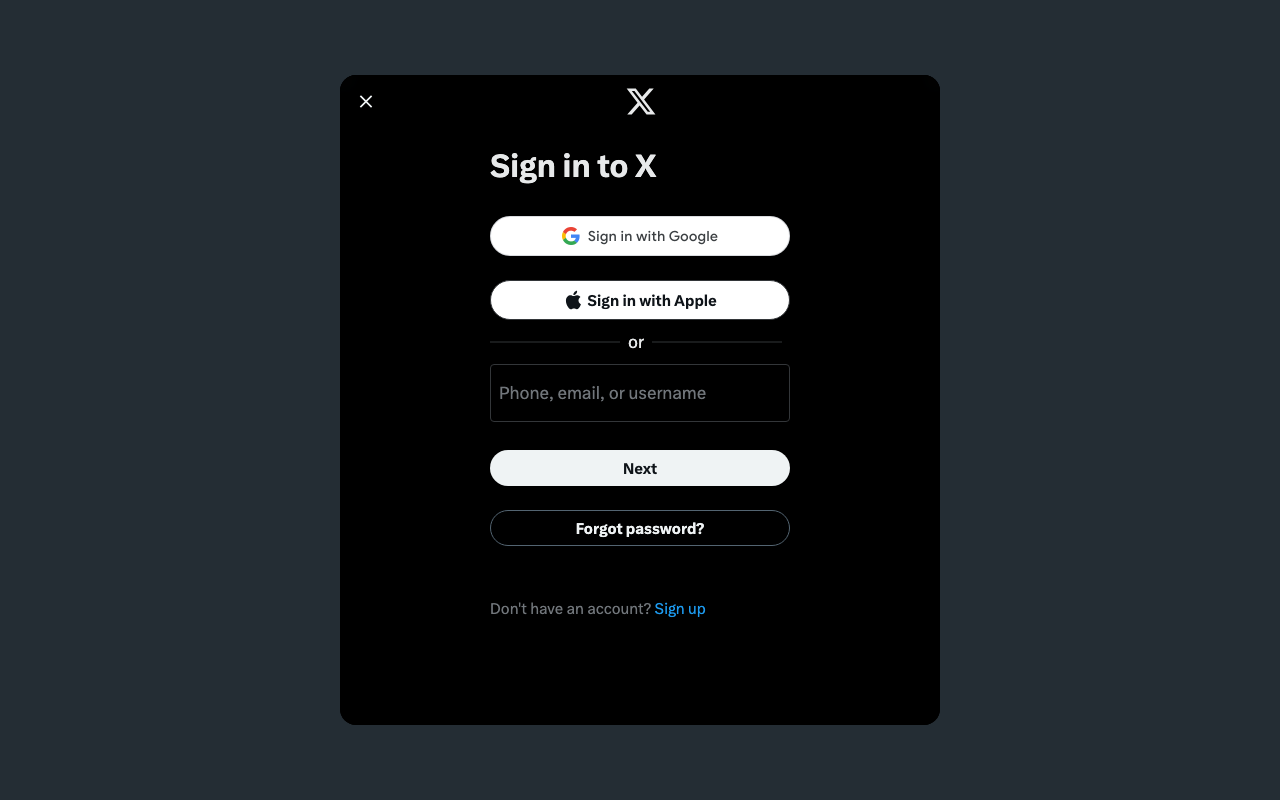 Sign in to X
Sign in with Google
Sign in with Apple
or
Phone, email, or username
Next
Forgot password?
Don't have an account? Sign up